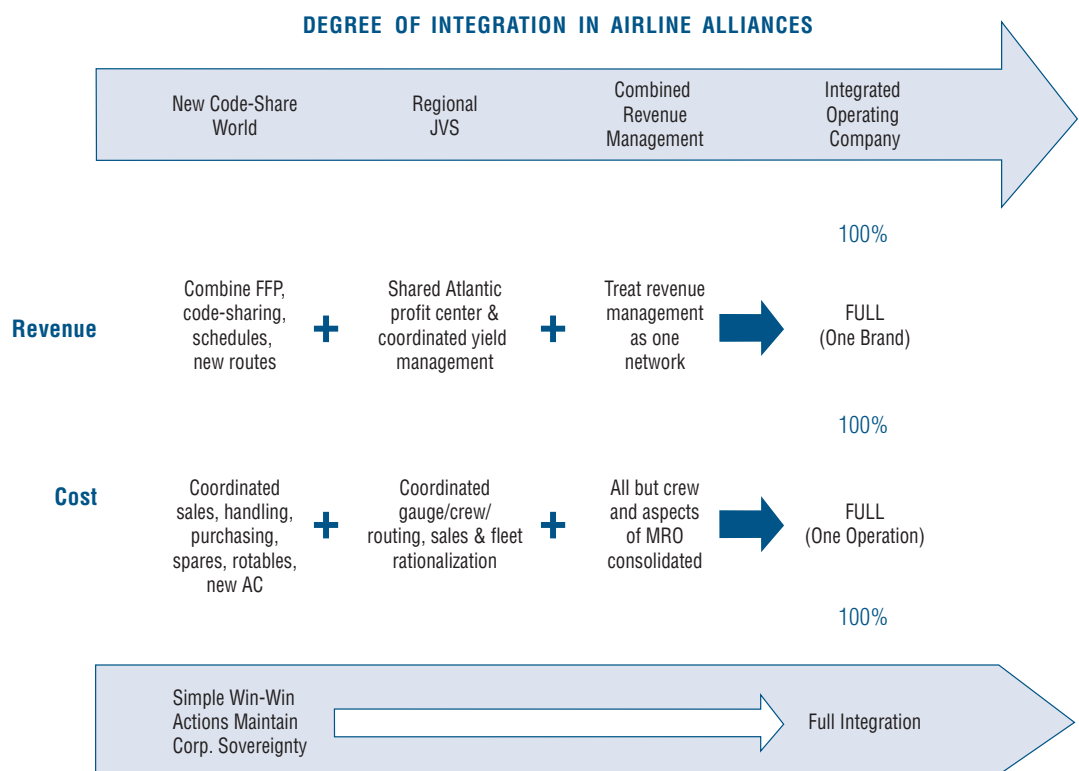 DEGREE OF INTEGRATION IN AIRLINE ALLIANCES
New Code-Share
World
Regional
JVS
Combined
Revenue
Management
Integrated
Operating
Company
100%
Revenue
Combine FFP,
code-sharing,
schedules,
new routes
+
Shared Atlantic
profit center &
coordinated yield
management
+
Treat revenue
management
as one
network
FULL
(One Brand)
100%
Cost
Coordinated
sales, handling,
purchasing,
spares, rotables,
new AC
+
Coordinated
gauge/crew/
routing, sales & fleet
rationalization
+
All but crew
and aspects
of MRO
consolidated
FULL
(One Operation)
100%
Simple Win-Win
Actions Maintain
Corp. Sovereignty
Full Integration